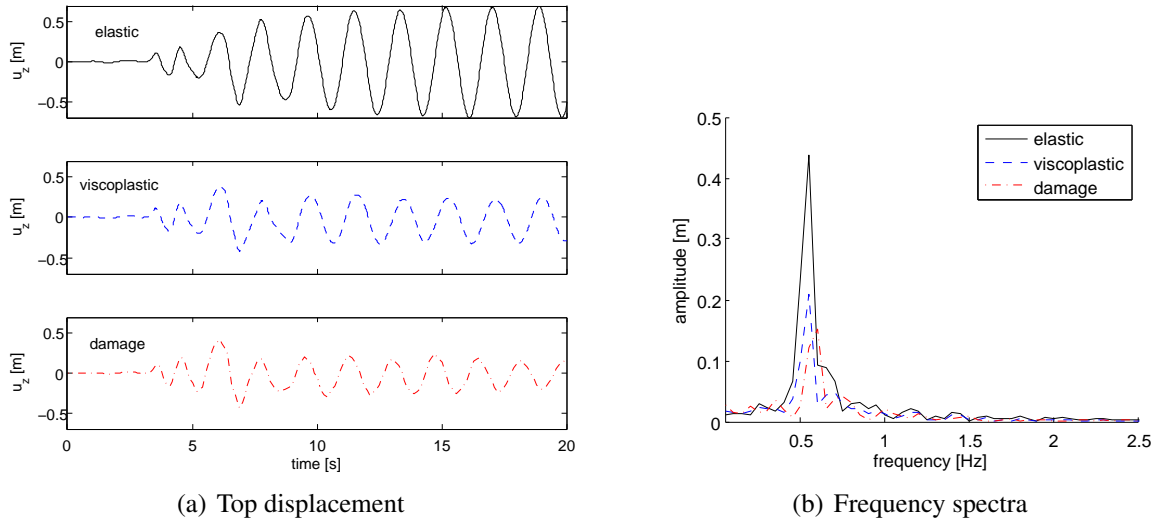 0.5
0
−0.5
u_z [m]
elastic
0.5
0
−0.5
u_z [m]
viscoplastic
0.5
0
−0.5
u_z [m]
damage
0 5 10 15 20
time [s]
(a) Top displacement
0.5
0.4
0.3
0.2
0.1
0
amplitude [m]
elastic
viscoplastic
damage
0.5 1 1.5 2 2.5
frequency [Hz]
(b) Frequency spectra